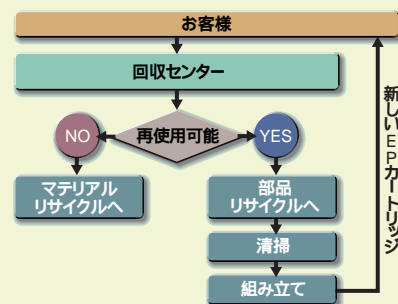 お客様
回収センター
再使用可能
NO
YES
マテリアル
リサイクルへ
部品
リサイクルへ
清掃
組み立て
新しいEPカートリッジ